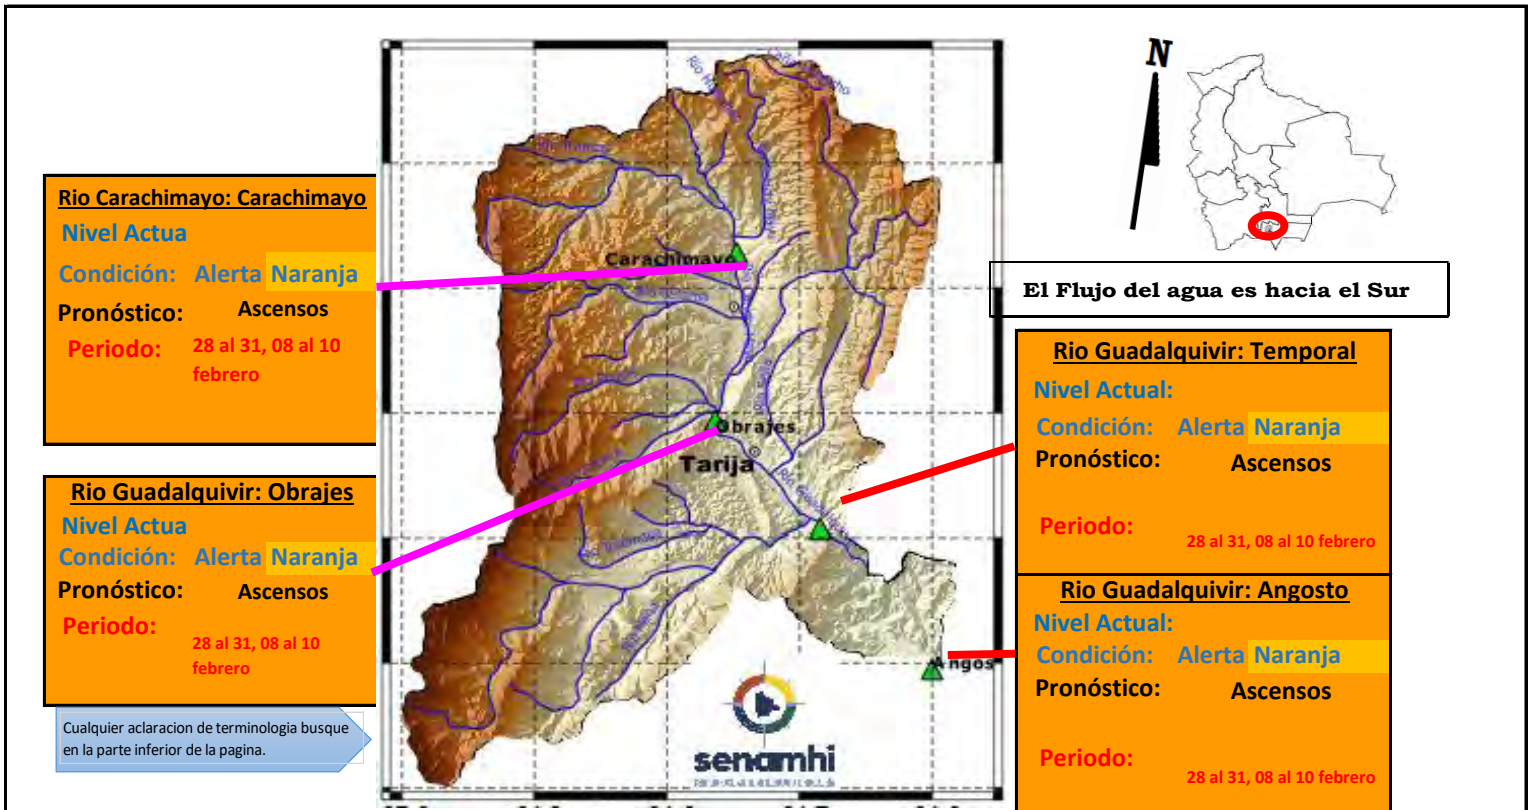 N
El Flujo del agua es hacia el Sur
Rio Carachimayo: Carachimayo
Nivel Actua
Condición: Alerta Naranja
Pronóstico: Ascensos
Periodo: 28 al 31, 08 al 10
febrero
Rio Guadalquivir: Obrajes
Nivel Actua
Condición: Alerta Naranja
Pronóstico: Ascensos
Periodo:
28 al 31, 08 al 10
febrero
Cualquier aclaracion de terminologia busque
en la parte inferior de la pagina.
Carachimayo
Obrajes
Tarija
Angos
senamhi
Rio Guadalquivir: Temporal
Nivel Actual:
Condición: Alerta Naranja
Pronóstico: Ascensos
Periodo:
28 al 31, 08 al 10 febrero
Rio Guadalquivir: Angosto
Nivel Actual:
Condición: Alerta Naranja
Pronóstico: Ascensos
Periodo:
28 al 31, 08 al 10 febrero